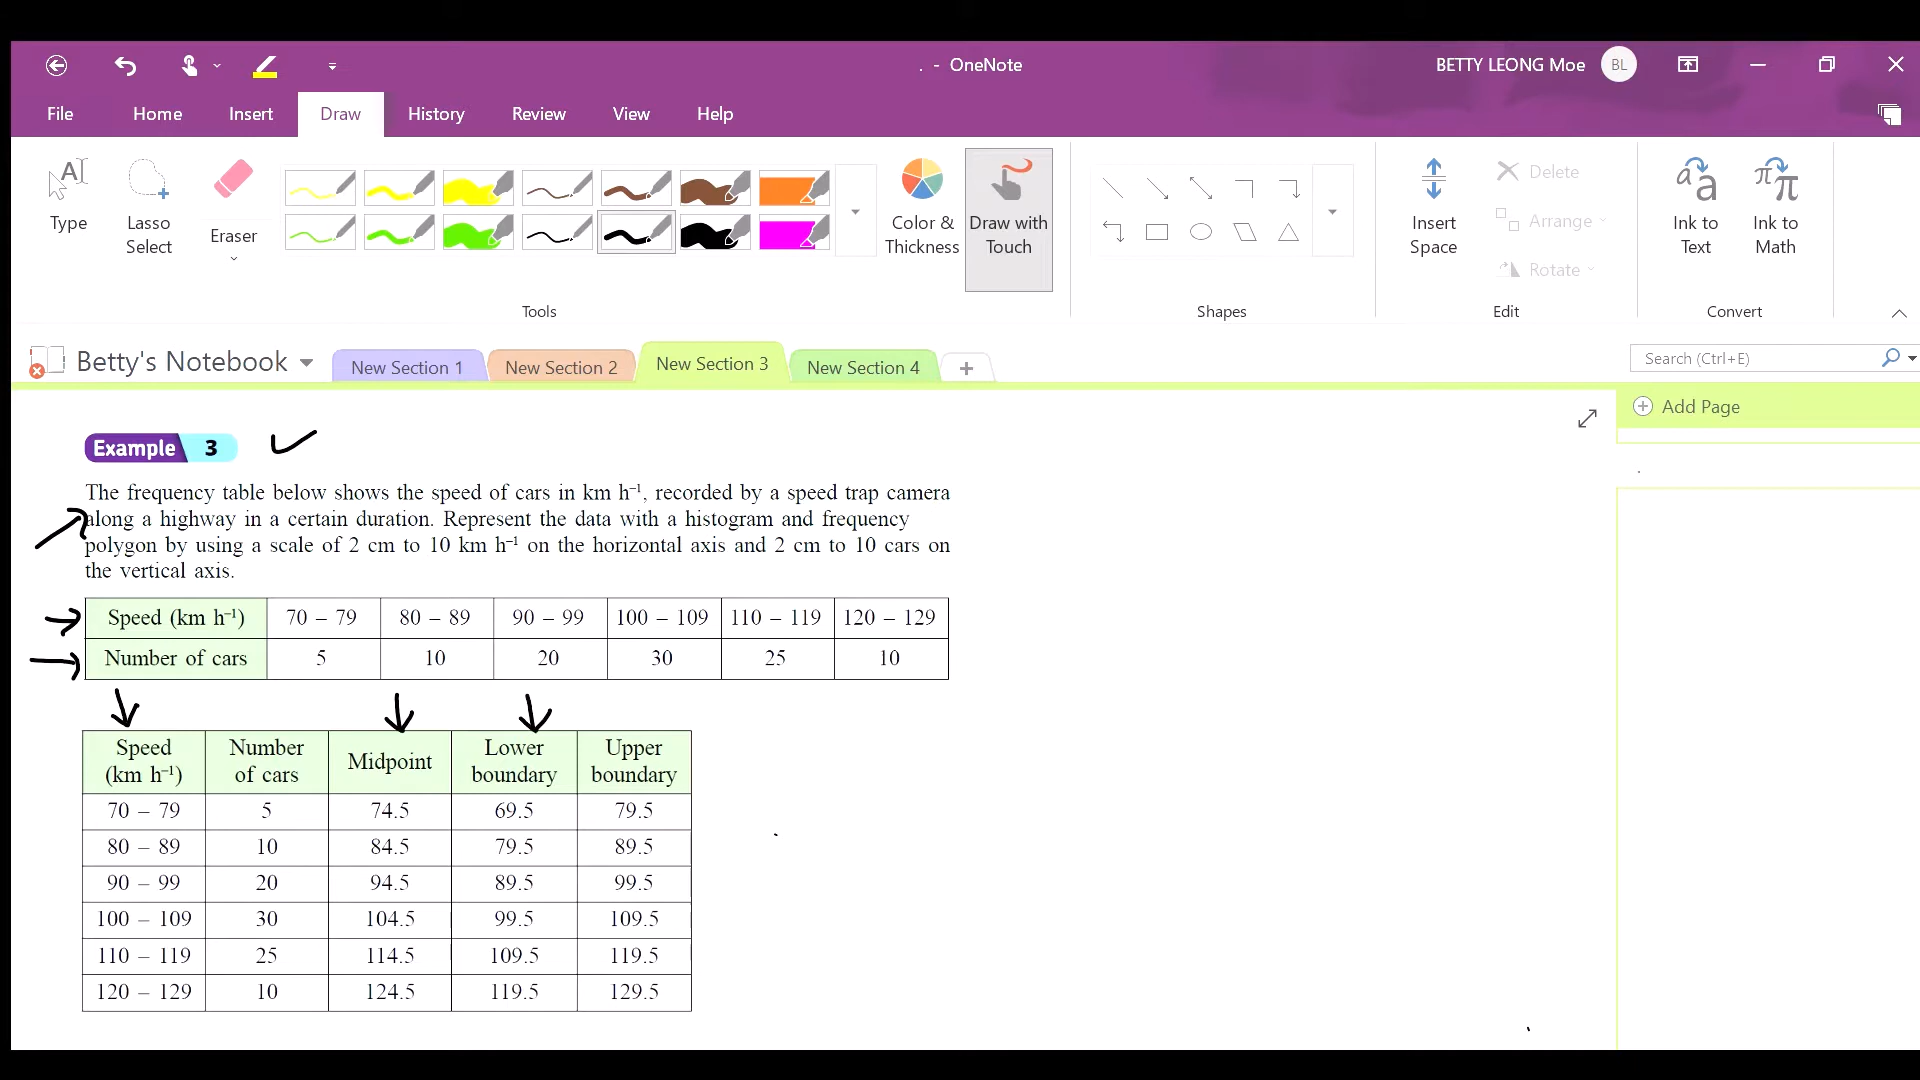 . - OneNote
BETTY LEONG Moe
BL
File
Home
Insert
Draw
History
Review
View
Help
Type
Lasso
Select
Eraser
Color &
Thickness
Draw with
Touch
Insert
Space
Delete
Arrange
Rotate
Ink to
Text
Ink to
Math
Tools
Shapes
Edit
Convert
Betty's Notebook
New Section 1
New Section 2
New Section 3
New Section 4
Search (Ctrl+E)
Add Page
Example 3
The frequency table below shows the speed of cars in km h⁻¹, recorded by a speed trap camera
along a highway in a certain duration. Represent the data with a histogram and frequency
polygon by using a scale of 2 cm to 10 km h⁻¹ on the horizontal axis and 2 cm to 10 cars on
the vertical axis.
Speed (km h⁻¹) 70 – 79 80 – 89 90 – 99 100 – 109 110 – 119 120 – 129
Number of cars 5 10 20 30 25 10
Speed (km h⁻¹) Number of cars Midpoint Lower boundary Upper boundary
70 – 79 5 74.5 69.5 79.5
80 – 89 10 84.5 79.5 89.5
90 – 99 20 94.5 89.5 99.5
100 – 109 30 104.5 99.5 109.5
110 – 119 25 114.5 109.5 119.5
120 – 129 10 124.5 119.5 129.5